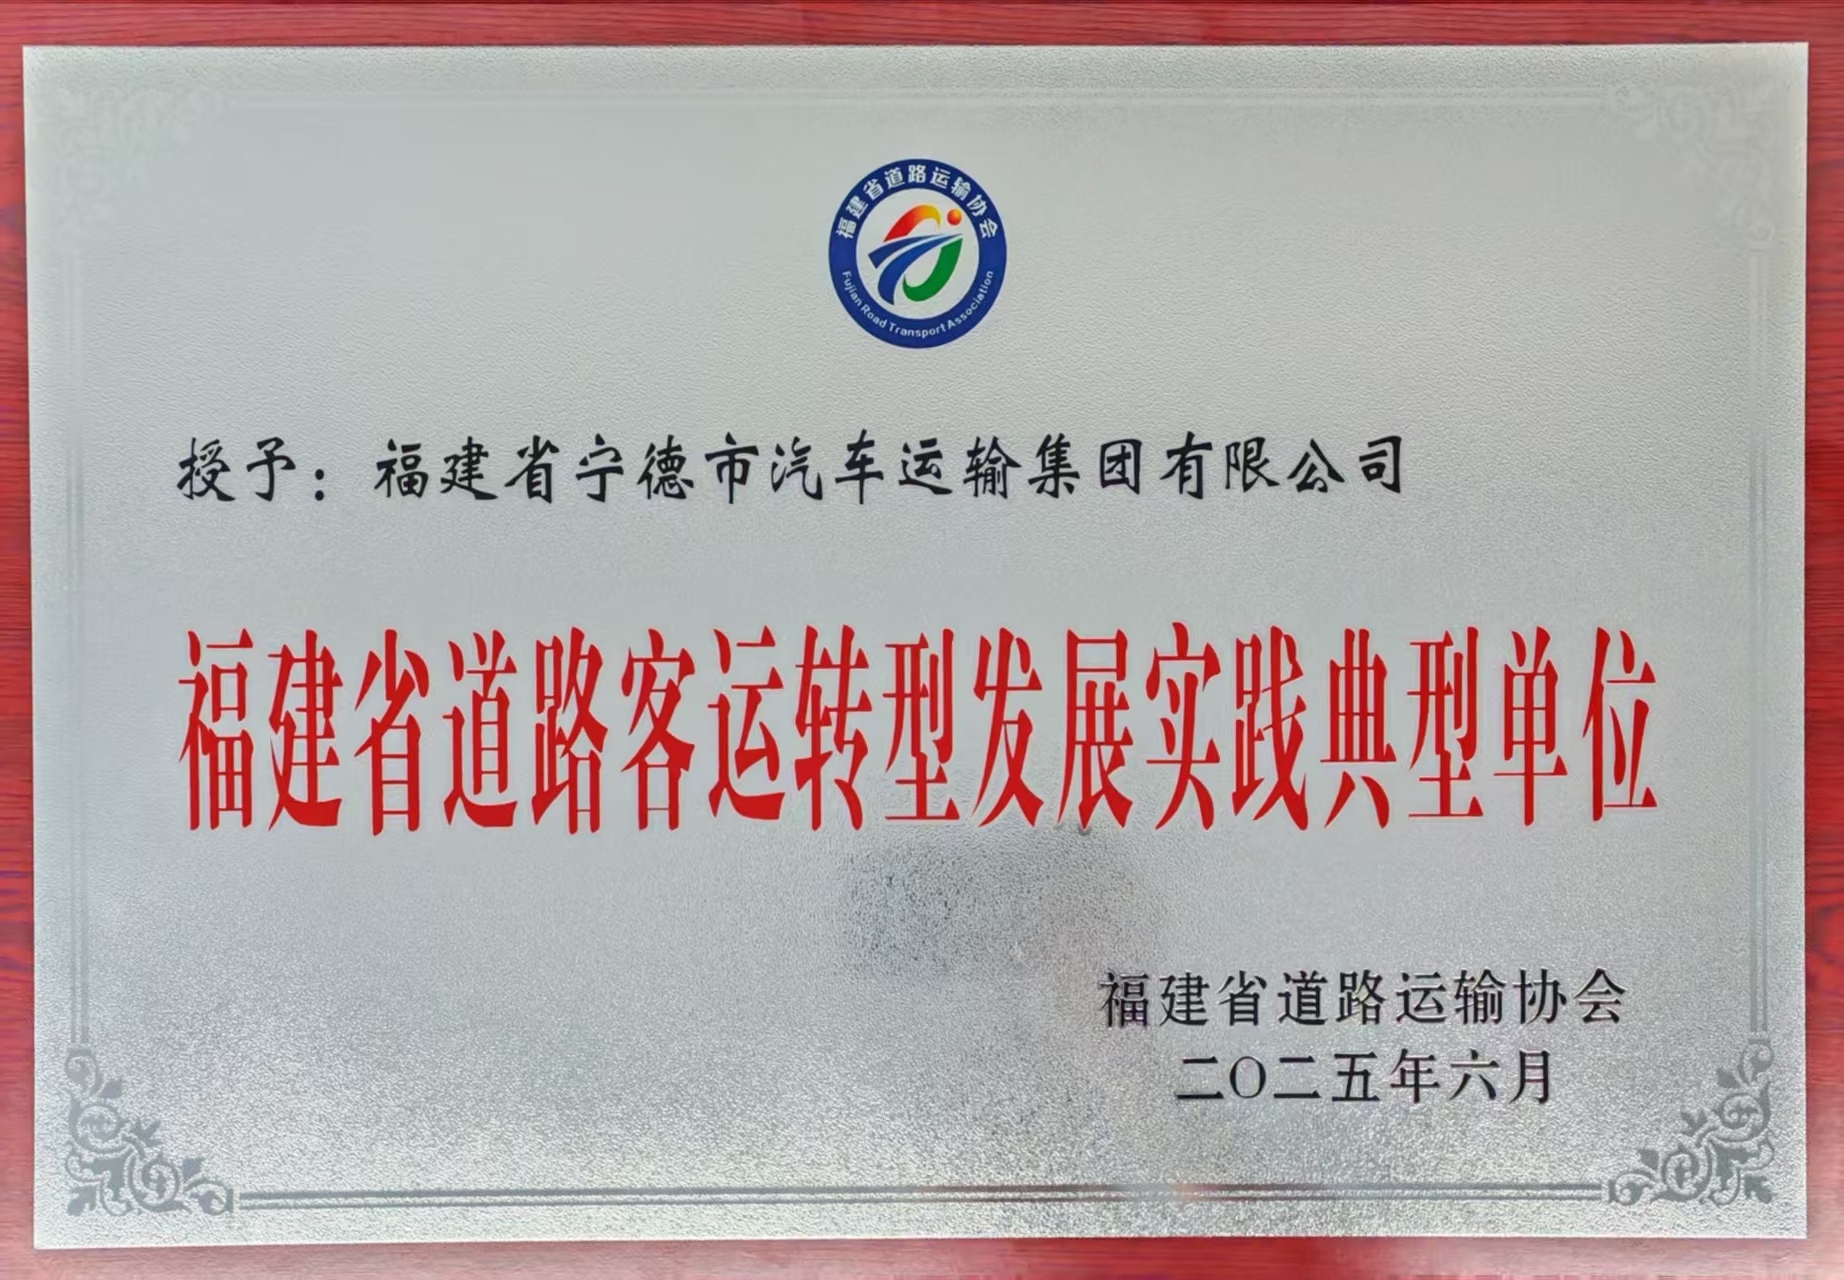 福建省道路运输协会
Fujian Road Transport Association
授予：福建省宁德市汽车运输集团有限公司
福建省道路客运转型发展实践典型单位
福建省道路运输协会
二〇二五年六月